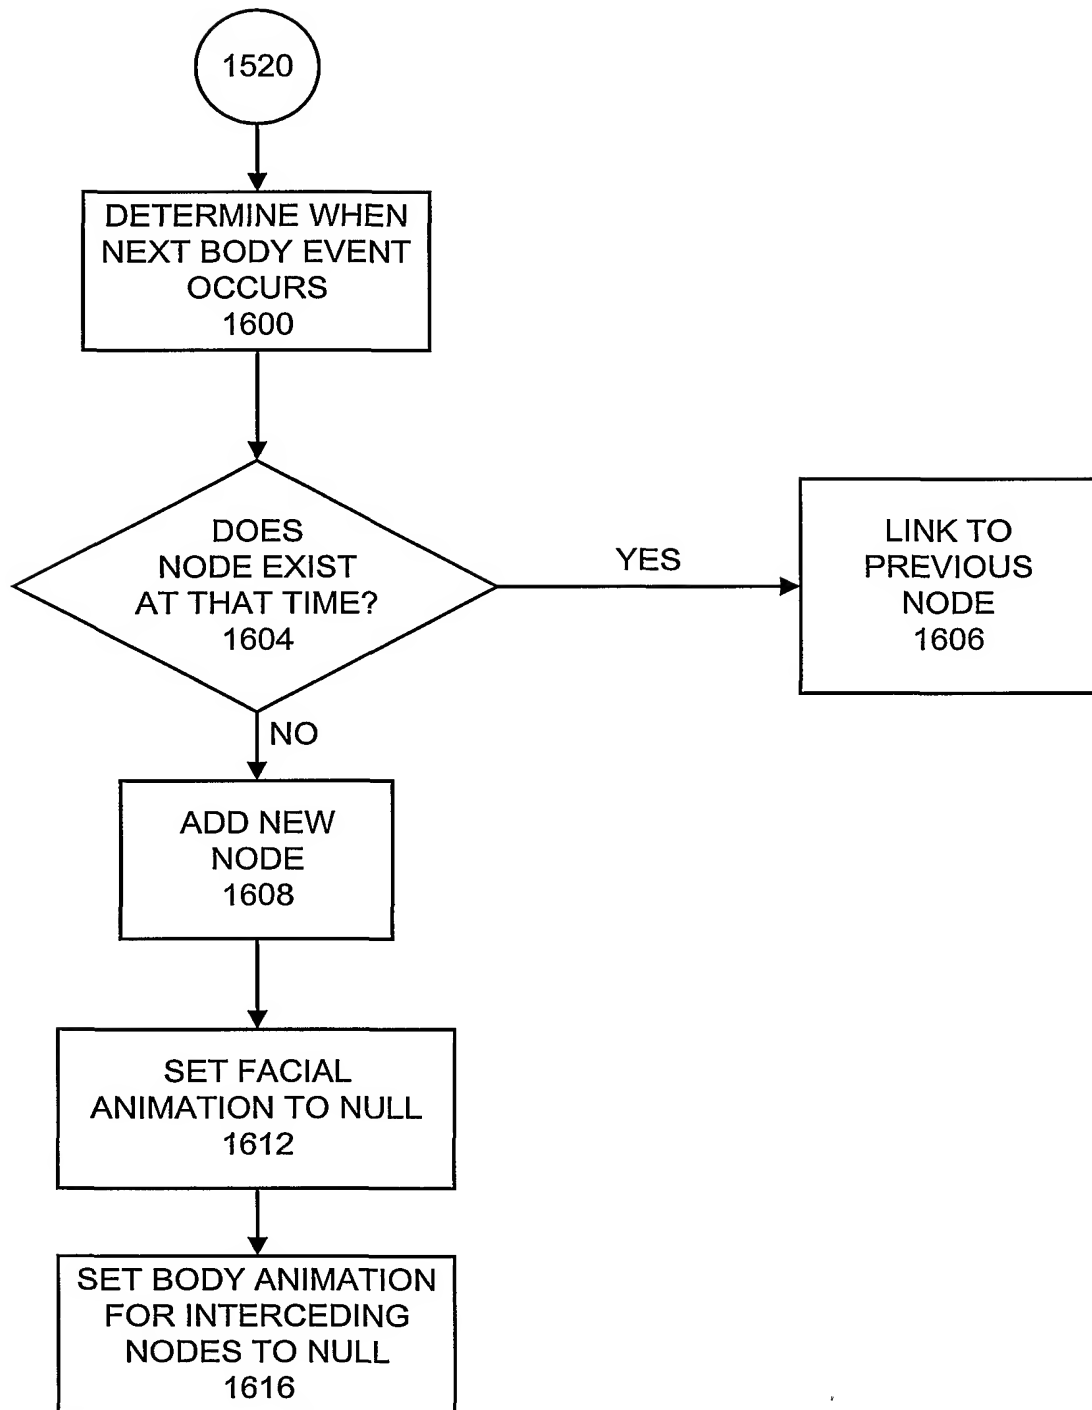 1520
DETERMINE WHEN
NEXT BODY EVENT
OCCURS
1600
DOES
NODE EXIST
AT THAT TIME?
1604
YES
LINK TO
PREVIOUS
NODE
1606
NO
ADD NEW
NODE
1608
SET FACIAL
ANIMATION TO NULL
1612
SET BODY ANIMATION
FOR INTERCEDING
NODES TO NULL
1616